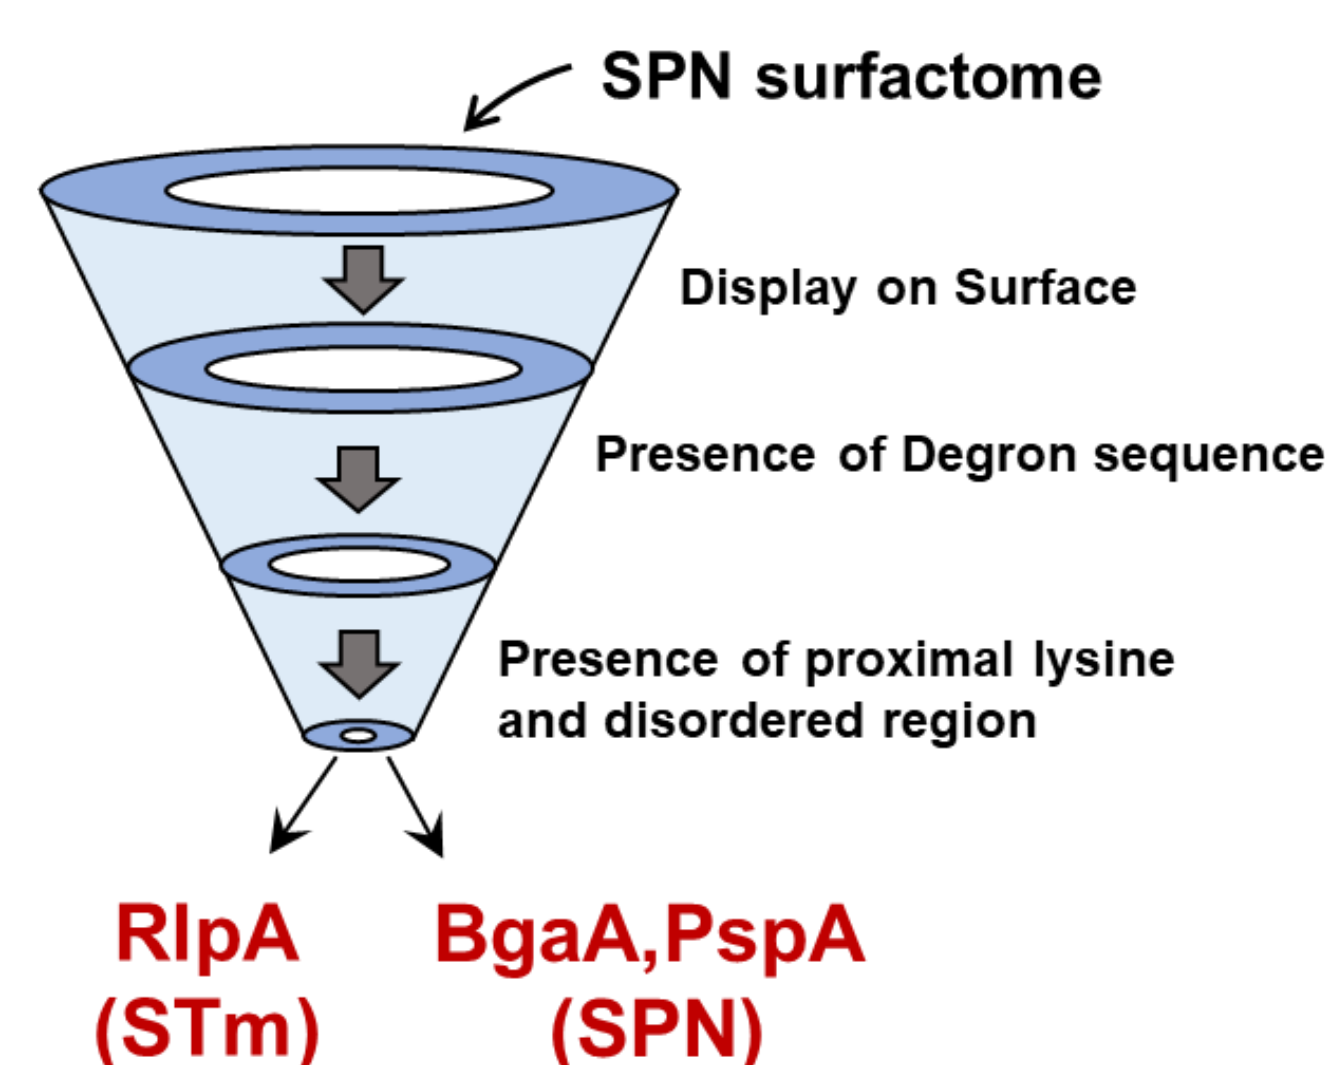 SPN surfactome
Display on Surface
Presence of Degron sequence
Presence of proximal lysine
and disordered region
RlpA
(STm)
BgaA,PspA
(SPN)